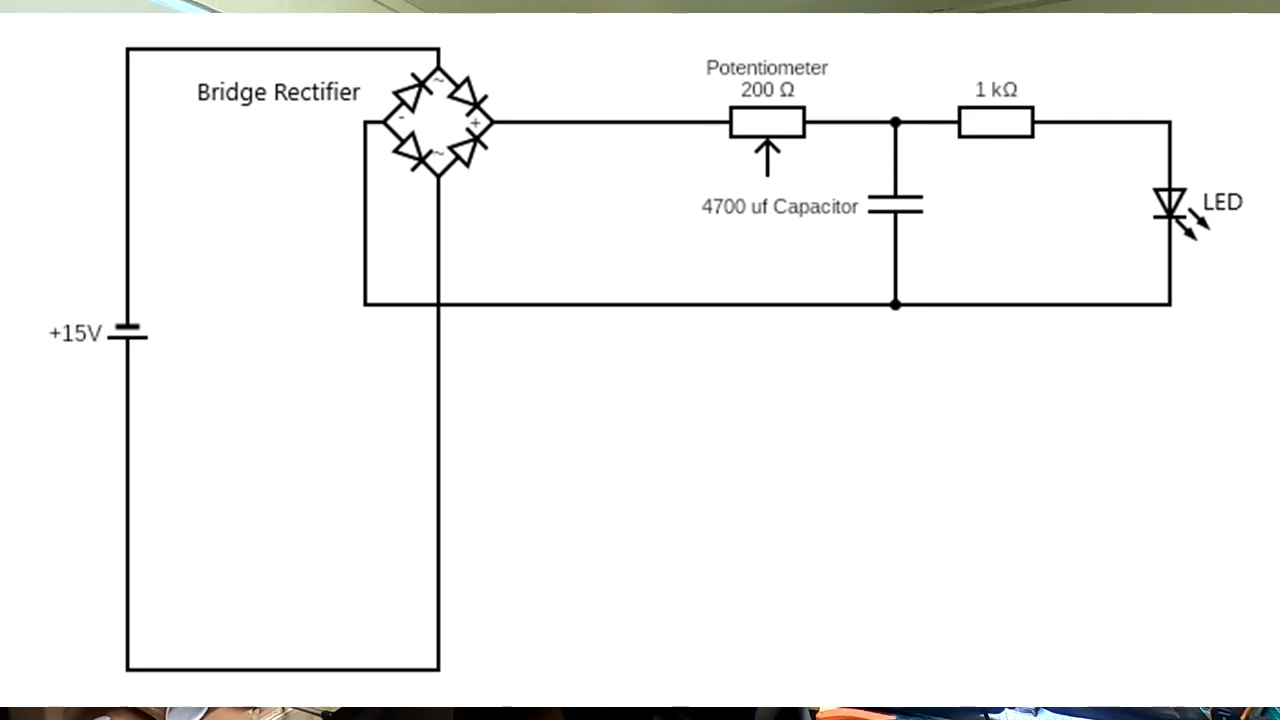 Potentiometer
200 Ω
1 kΩ
Bridge Rectifier
~
-
+
~
4700 uf Capacitor
LED
+15V